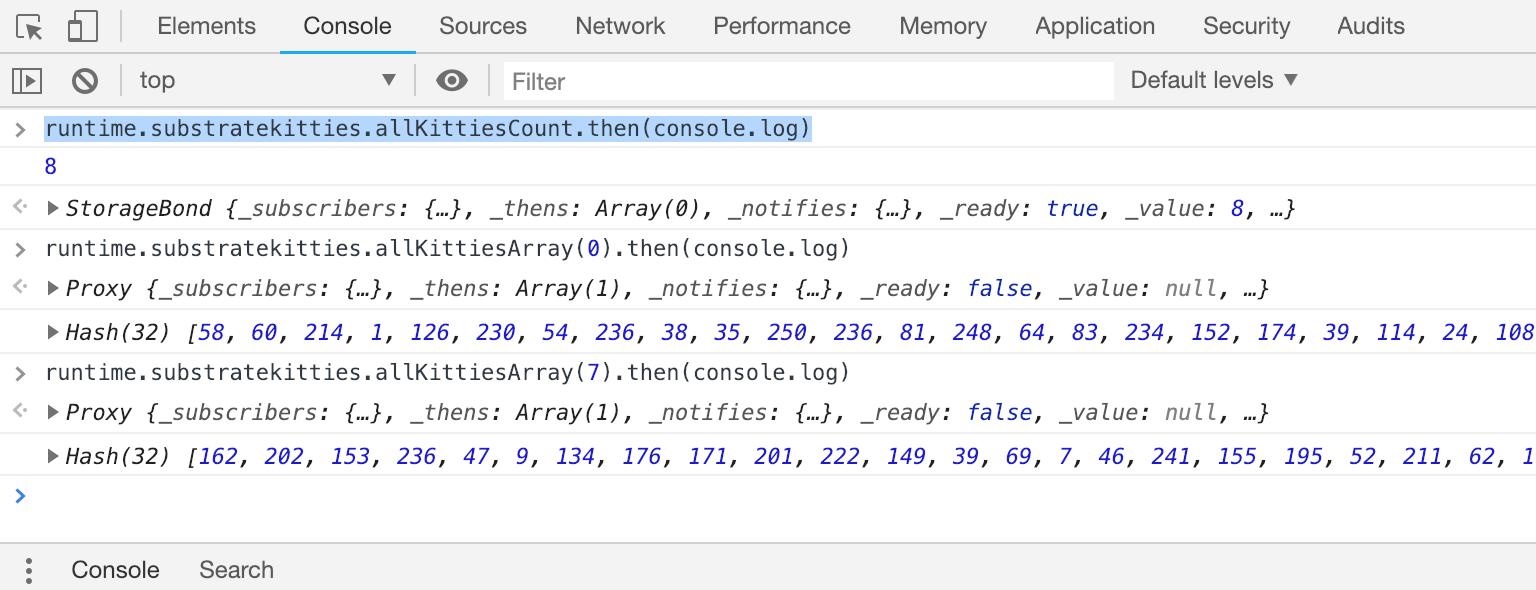 Elements Console Sources Network Performance Memory Application Security Audits
top Filter Default levels
runtime.substratekitties.allKittiesCount.then(console.log)
8
StorageBond {_subscribers: {…}, _thens: Array(0), _notifies: {…}, _ready: true, _value: 8, …}
runtime.substratekitties.allKittiesArray(0).then(console.log)
Proxy {_subscribers: {…}, _thens: Array(1), _notifies: {…}, _ready: false, _value: null, …}
Hash(32) [58, 60, 214, 1, 126, 230, 54, 236, 38, 35, 250, 236, 81, 248, 64, 83, 234, 152, 174, 39, 114, 24, 108
runtime.substratekitties.allKittiesArray(7).then(console.log)
Proxy {_subscribers: {…}, _thens: Array(1), _notifies: {…}, _ready: false, _value: null, …}
Hash(32) [162, 202, 153, 236, 47, 9, 134, 176, 171, 201, 222, 149, 39, 69, 7, 46, 241, 155, 195, 52, 211, 62, 1
Console Search